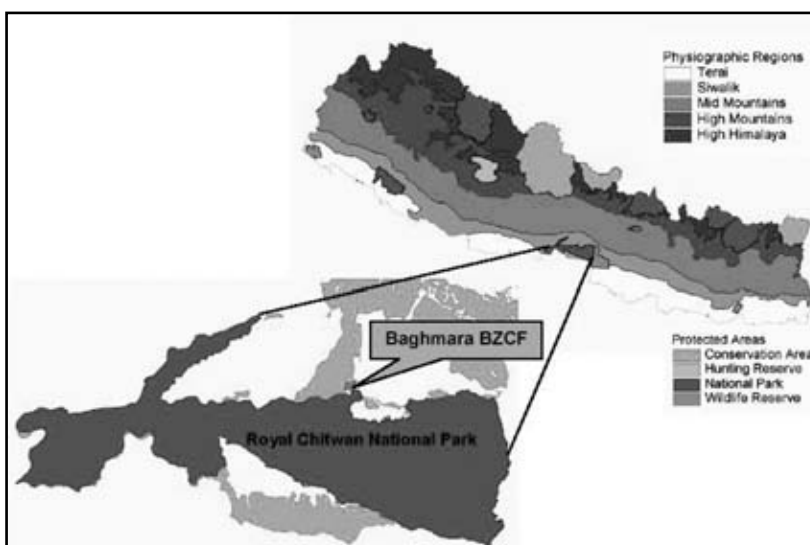 Physiographic Regions
Terai
Siwalik
Mid Mountains
High Mountains
High Himalaya
Baghmara BZCF
Royal Chitwan National Park
Protected Areas
Conservation Area
Hunting Reserve
National Park
Wildlife Reserve